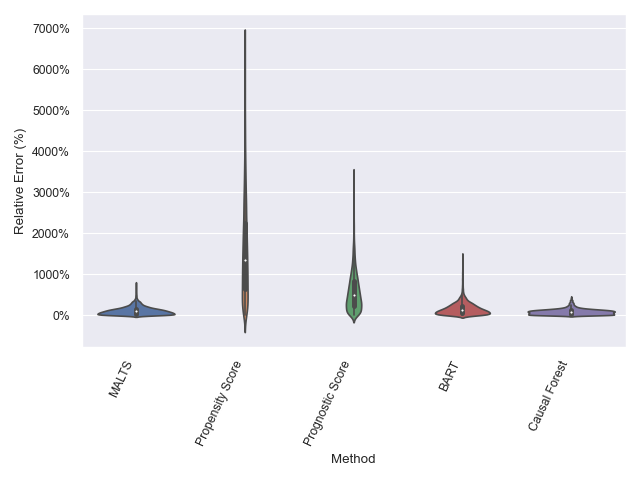 7000%
6000%
5000%
4000%
3000%
2000%
1000%
0%
Relative Error (%)
MALTS
Propensity Score
Prognostic Score
BART
Causal Forest
Method